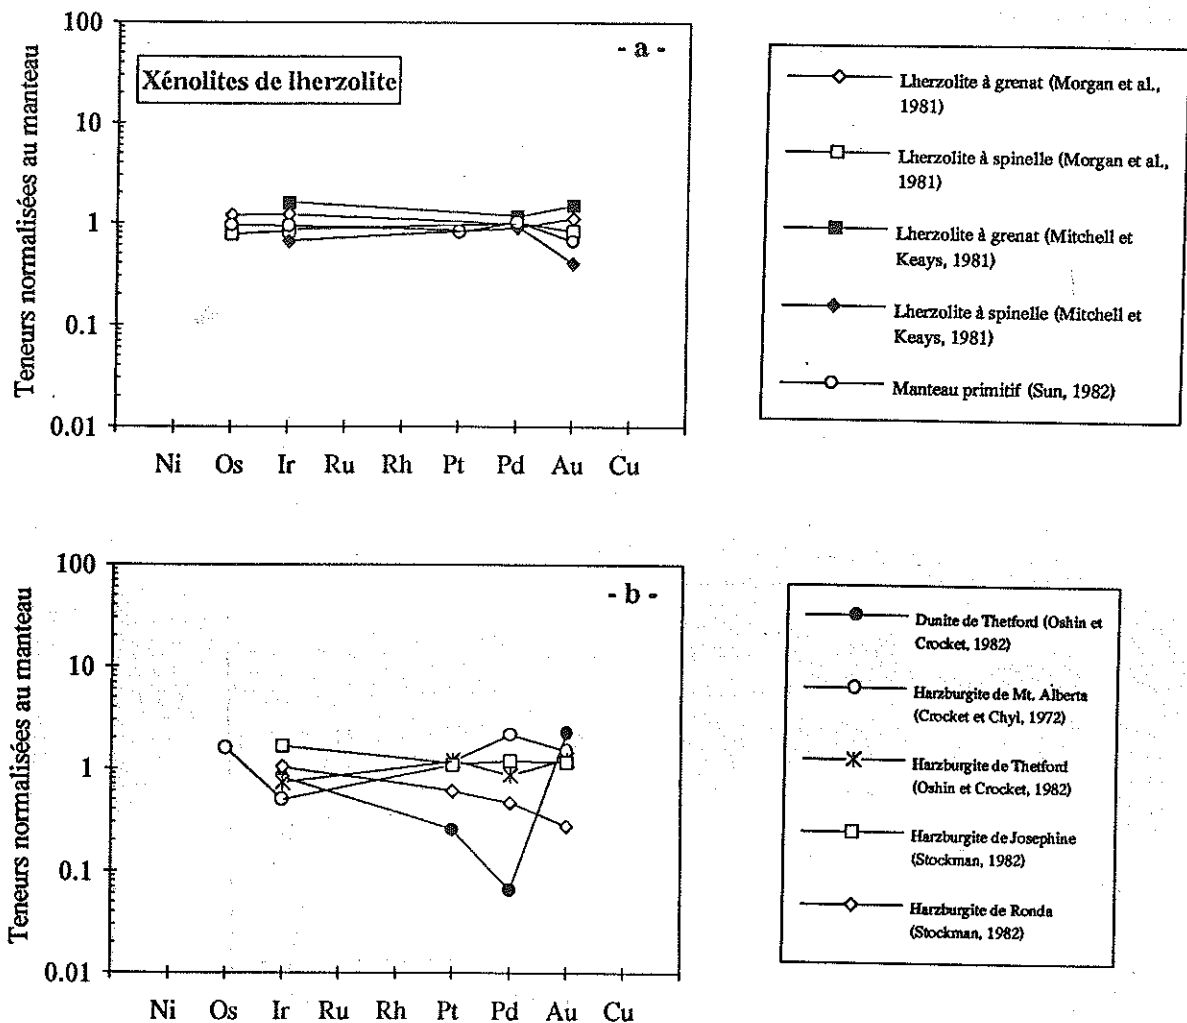 100
10
1
0.1
0.01
Teneurs normalisées au manteau
Xénolites de lherzolite
- a -
Ni Os Ir Ru Rh Pt Pd Au Cu
Lherzolite à grenat (Morgan et al.,
1981)
Lherzolite à spinelle (Morgan et al.,
1981)
Lherzolite à grenat (Mitchell et
Keays, 1981)
Lherzolite à spinelle (Mitchell et
Keays, 1981)
Manteau primitif (Sun, 1982)
100
10
1
0.1
0.01
Teneurs normalisées au manteau
- b -
Ni Os Ir Ru Rh Pt Pd Au Cu
Dunite de Thetford (Oshin et
Crocket, 1982)
Harzburgite de Mt. Alberta
(Crocket et Chyl, 1972)
Harzburgite de Thetford
(Oshin et Crocket, 1982)
Harzburgite de Josephine
(Stockman, 1982)
Harzburgite de Ronda
(Stockman, 1982)